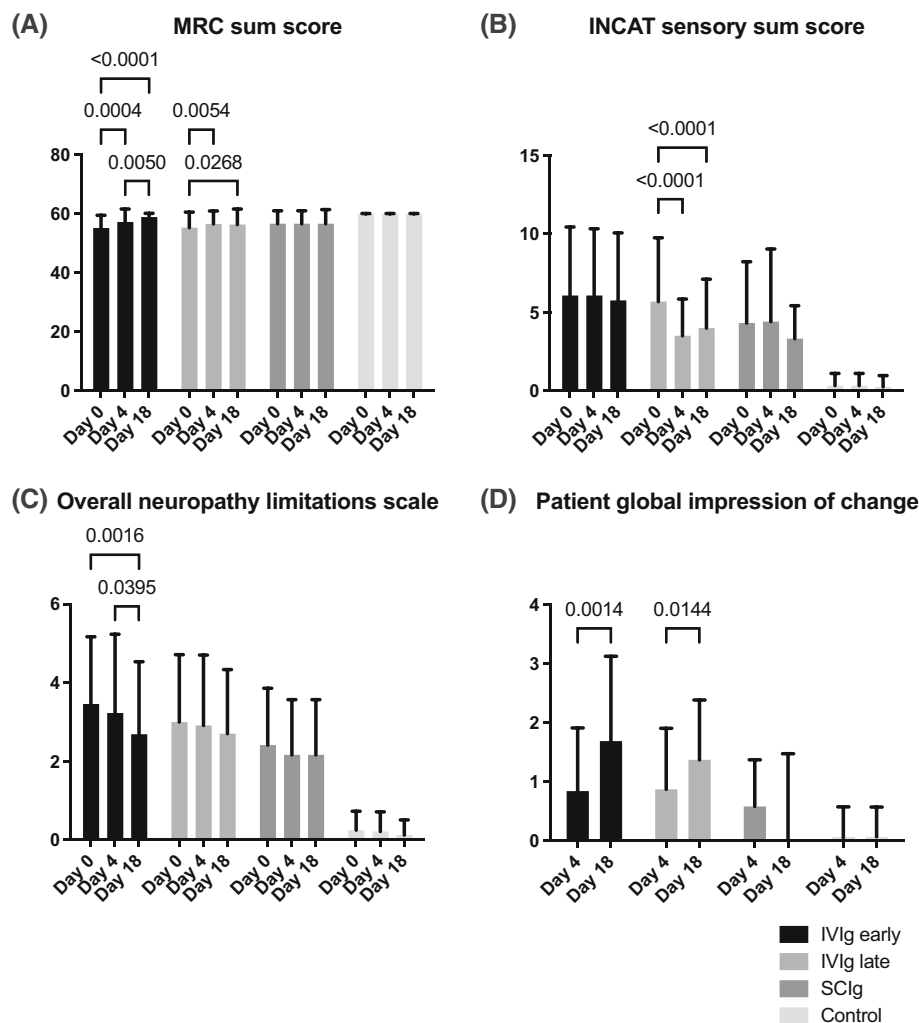 (A) MRC sum score
<0.0001
0.0004
0.0054
0.0050
0.0268
80
60
40
20
0
Day 0 Day 4 Day 18 Day 0 Day 4 Day 18 Day 0 Day 4 Day 18 Day 0 Day 4 Day 18
(B) INCAT sensory sum score
<0.0001
<0.0001
15
10
5
0
Day 0 Day 4 Day 18 Day 0 Day 4 Day 18 Day 0 Day 4 Day 18 Day 0 Day 4 Day 18
(C) Overall neuropathy limitations scale
0.0016
0.0395
6
4
2
0
Day 0 Day 4 Day 18 Day 0 Day 4 Day 18 Day 0 Day 4 Day 18 Day 0 Day 4 Day 18
(D) Patient global impression of change
0.0014 0.0144
4
3
2
1
0
Day 4 Day 18 Day 4 Day 18 Day 4 Day 18 Day 4 Day 18
IVIg early
IVIg late
SCIg
Control